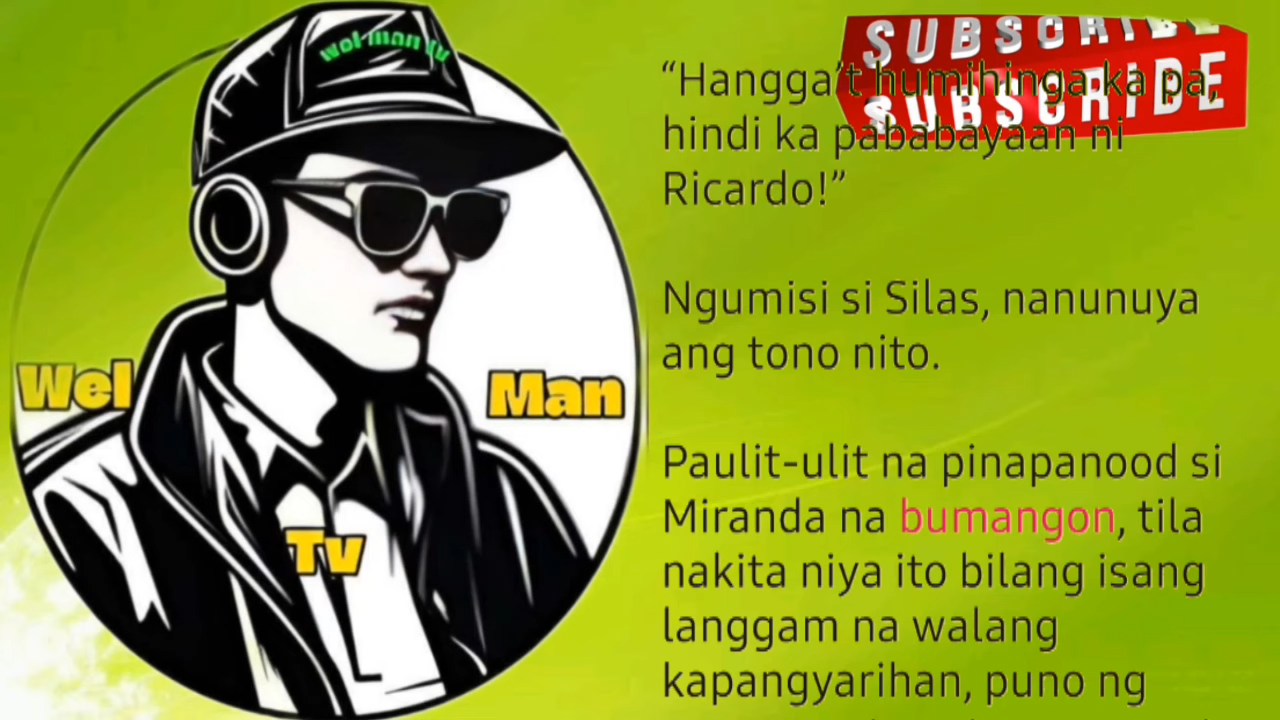 wel man tv
SUBSCRIBE
SUBSCRIBE
“Hangga’t humihinga ka pa,
hindi ka pababayaan ni
Ricardo!”
Ngumisi si Silas, nanunuya
ang tono nito.
Paulit-ulit na pinapanood si
Miranda na bumangon, tila
nakita niya ito bilang isang
langgam na walang
kapangyarihan, puno ng
Wel
Man
Tv